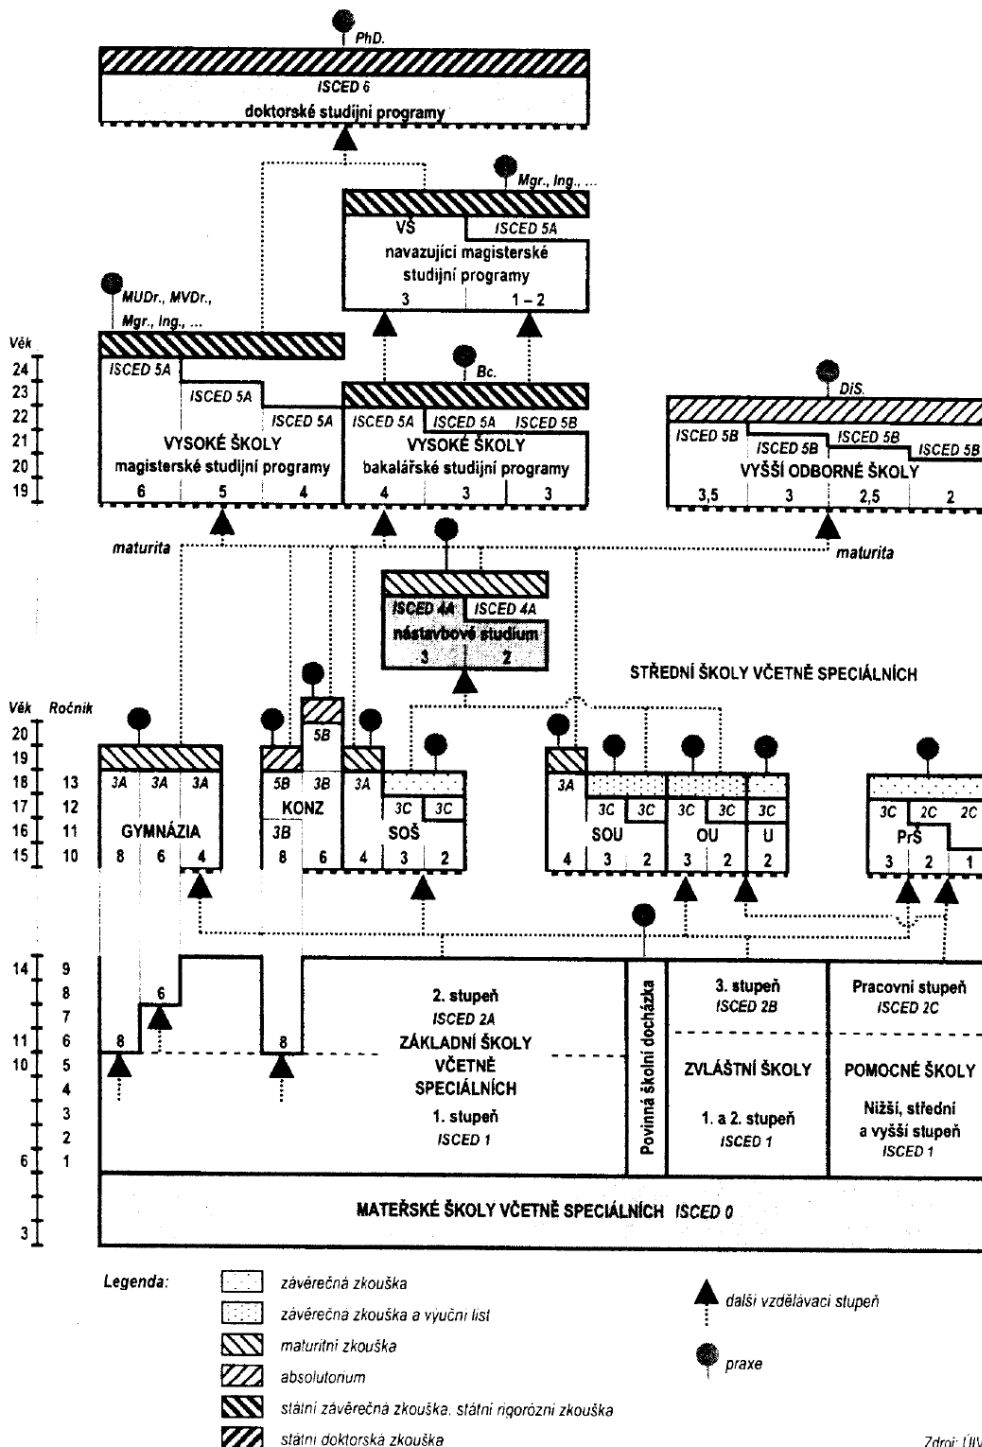 PhD.
ISCED 6
doktorské studijní programy
Mgr., Ing., ...
VŠ ISCED 5A
navazující magisterské
studijní programy
3 1 – 2
MUDr., MVDr.,
Mgr., Ing., ...
Věk
24
23
22
21
20
19
ISCED 5A
ISCED 5A
ISCED 5A
VYSOKÉ ŠKOLY
magisterské studijní programy
6 5 4
Bc.
ISCED 5A ISCED 5A ISCED 5B
VYSOKÉ ŠKOLY
bakalářské studijní programy
4 3 3
DiS.
ISCED 5B
ISCED 5B
ISCED 5B
ISCED 5B
VYŠŠÍ ODBORNÉ ŠKOLY
3,5 3 2,5 2
maturita
maturita
ISCED 4A ISCED 4A
nástavbové studium
3 2
STŘEDNÍ ŠKOLY VČETNĚ SPECIÁLNÍCH
Věk Ročník
20
19
18 13
17 12
16 11
15 10
3A 3A 3A
GYMNÁZIA
8 6 4
5B
5B 3B
KONZ
3B
8 6
3A
3C
3C
SOŠ
4 3 2
3A
3C 3C
SOU
4 3 2
3C 3C
OU
3 2
3C
U
2
3C 2C 2C
PrŠ
3 2 1
14 9
8
7
11 6
10 5
4
3
2
6 1
3
8
6
8
2. stupeň
ISCED 2A
ZÁKLADNÍ ŠKOLY
VČETNĚ
SPECIÁLNÍCH
1. stupeň
ISCED 1
Povinná školní docházka
3. stupeň
ISCED 2B
ZVLÁŠTNÍ ŠKOLY
1. a 2. stupeň
ISCED 1
Pracovní stupeň
ISCED 2C
POMOCNÉ ŠKOLY
Nižší, střední
a vyšší stupeň
ISCED 1
MATEŘSKÉ ŠKOLY VČETNĚ SPECIÁLNÍCH ISCED 0
Legenda:
závěrečná zkouška
závěrečná zkouška a výuční list
maturitní zkouška
absolutorium
státní závěrečná zkouška, státní rigorózní zkouška
státní doktorská zkouška
další vzdělávací stupeň
praxe
Zdroj: ÚIV